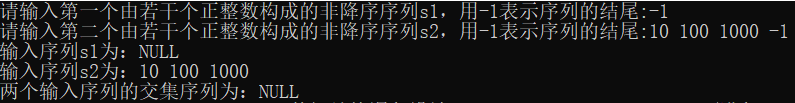 请输入第一个由若干个正整数构成的非降序序列s1，用-1表示序列的结尾:-1
请输入第二个由若干个正整数构成的非降序序列s2，用-1表示序列的结尾:10 100 1000 -1
输入序列s1为：NULL
输入序列s2为：10 100 1000
两个输入序列的交集序列为：NULL